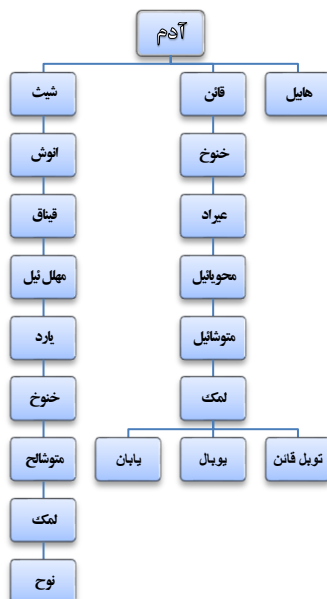 آدم
هابیل
قائن
شیث
خنوخ
انوش
عیراد
قیناق
محویائیل
مهلل ئیل
متوشائیل
یارد
لمک
خنوخ
توبل قائن
یوبال
یابان
متوشالح
لمک
نوح